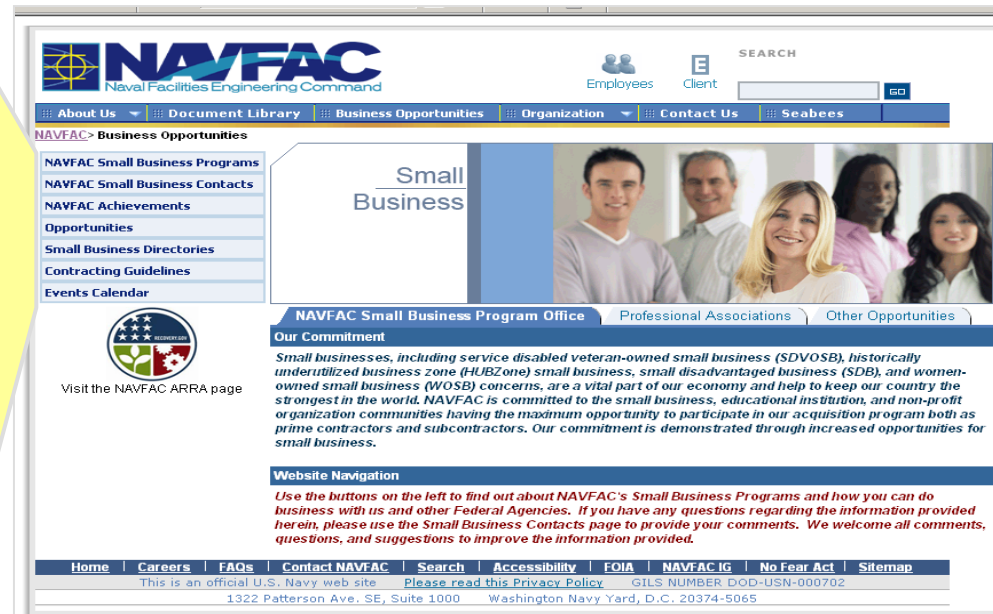 NAVFAC
Naval Facilities Engineering Command
Employees
Client
SEARCH
GO
About Us
Document Library
Business Opportunities
Organization
Contact Us
Seabees
NAVFAC> Business Opportunities
NAVFAC Small Business Programs
NAVFAC Small Business Contacts
NAVFAC Achievements
Opportunities
Small Business Directories
Contracting Guidelines
Events Calendar
RECOVERY.GOV
Visit the NAVFAC ARRA page
Small
Business
NAVFAC Small Business Program Office
Professional Associations
Other Opportunities
Our Commitment
Small businesses, including service disabled veteran-owned small business (SDVOSB), historically
underutilized business zone (HUBZone) small business, small disadvantaged business (SDB), and women-
owned small business (WOSB) concerns, are a vital part of our economy and help to keep our country the
strongest in the world. NAVFAC is committed to the small business, educational institution, and non-profit
organization communities having the maximum opportunity to participate in our acquisition program both as
prime contractors and subcontractors. Our commitment is demonstrated through increased opportunities for
small business.
Website Navigation
Use the buttons on the left to find out about NAVFAC's Small Business Programs and how you can do
business with us and other Federal Agencies. If you have any questions regarding the information provided
herein, please use the Small Business Contacts page to provide your comments. We welcome all comments,
questions, and suggestions to improve the information provided.
Home | Careers | FAQs | Contact NAVFAC | Search | Accessibility | FOIA | NAVFAC IG | No Fear Act | Sitemap
This is an official U.S. Navy web site Please read this Privacy Policy GILS NUMBER DOD-USN-000702
1322 Patterson Ave. SE, Suite 1000 Washington Navy Yard, D.C. 20374-5065